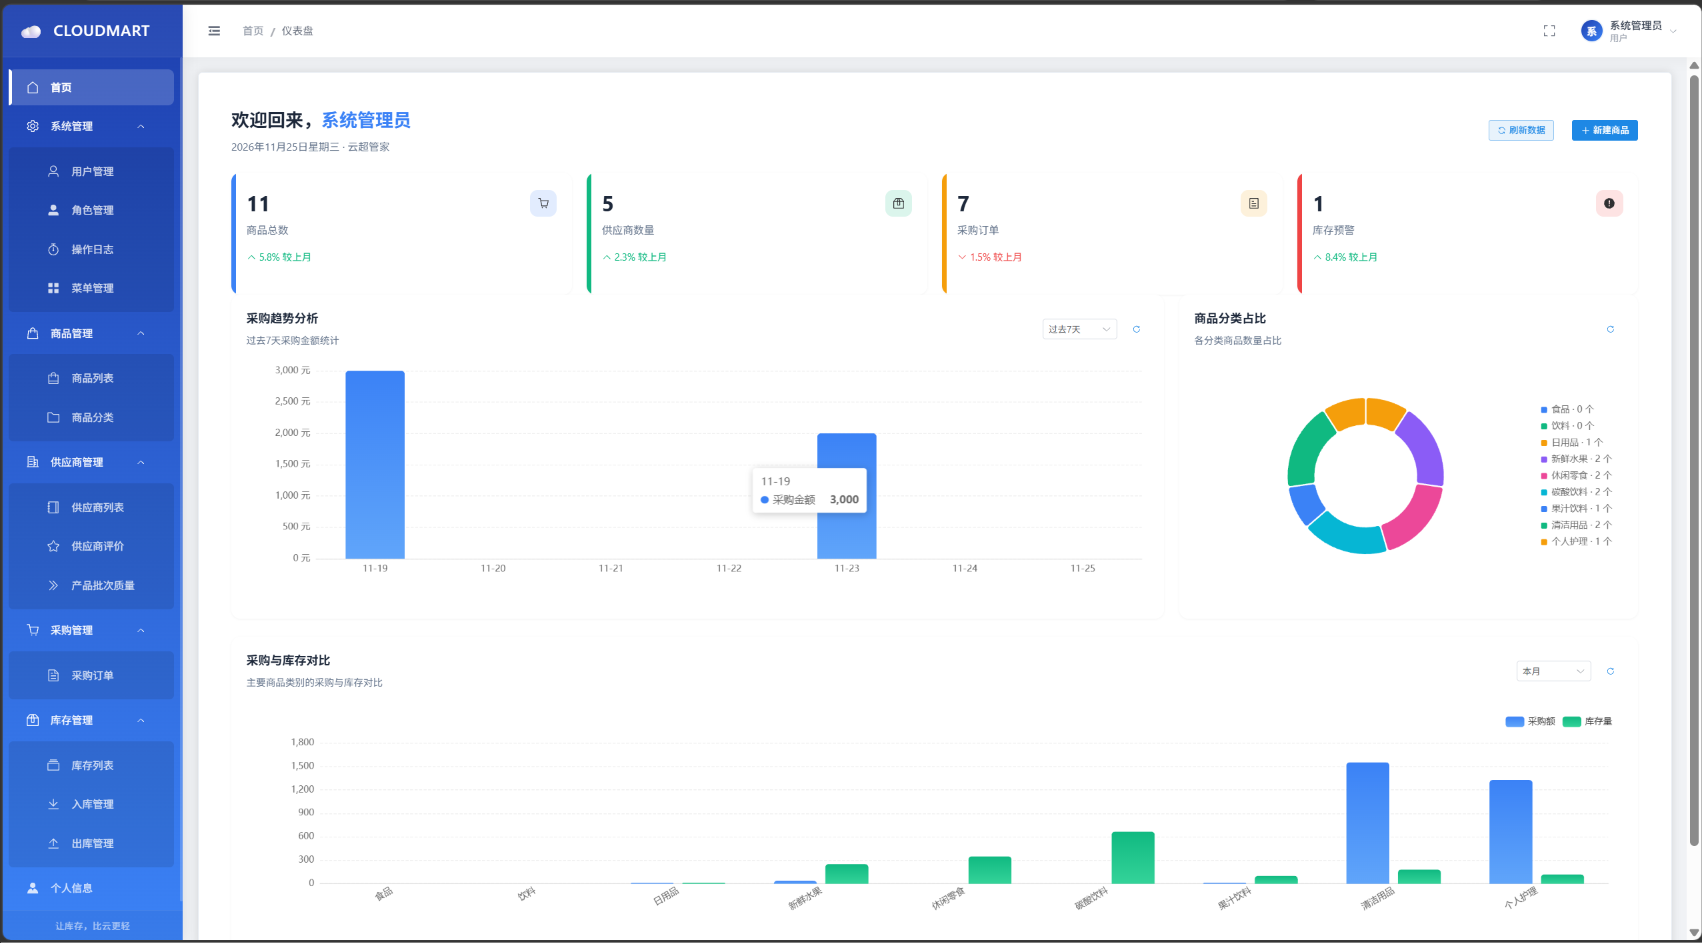 CLOUDMART
首页
系统管理
用户管理
角色管理
操作日志
菜单管理
商品管理
商品列表
商品分类
供应商管理
供应商列表
供应商评价
产品批次质量
采购管理
采购订单
库存管理
库存列表
入库管理
出库管理
个人信息
让库存，比云更轻
首页 / 仪表盘
系
系统管理员
用户
欢迎回来，系统管理员
2026年11月25日星期三 · 云超管家
刷新数据
新建商品
11
商品总数
5.8% 较上月
5
供应商数量
2.3% 较上月
7
采购订单
1.5% 较上月
1
库存预警
8.4% 较上月
采购趋势分析
过去7天采购金额统计
过去7天
3,000 元
2,500 元
2,000 元
1,500 元
1,000 元
500 元
0 元
11-19
采购金额 3,000
11-19 11-20 11-21 11-22 11-23 11-24 11-25
商品分类占比
各分类商品数量占比
食品 · 0 个
饮料 · 0 个
日用品 · 1 个
新鲜水果 · 2 个
休闲零食 · 2 个
碳酸饮料 · 2 个
果汁饮料 · 1 个
清洁用品 · 2 个
个人护理 · 1 个
采购与库存对比
主要商品类别的采购与库存对比
本月
采购额 库存量
1,800
1,500
1,200
900
600
300
0
食品 饮料 日用品 新鲜水果 休闲零食 碳酸饮料 果汁饮料 清洁用品 个人护理